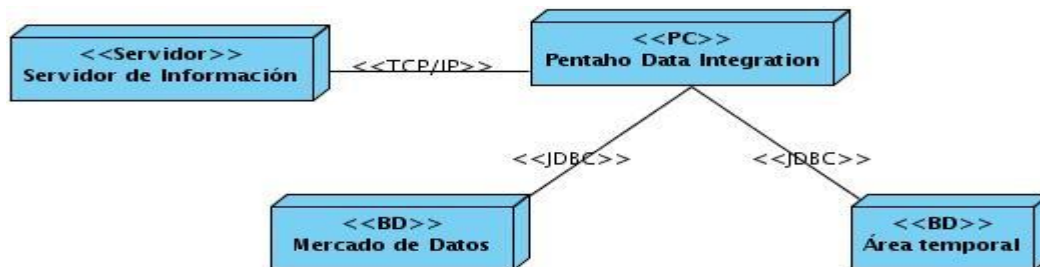 <<Servidor>>
Servidor de Información
<<TCP/IP>>
<<PC>>
Pentaho Data Integration
<<JDBC>>
<<JDBC>>
<<BD>>
Mercado de Datos
<<BD>>
Área temporal